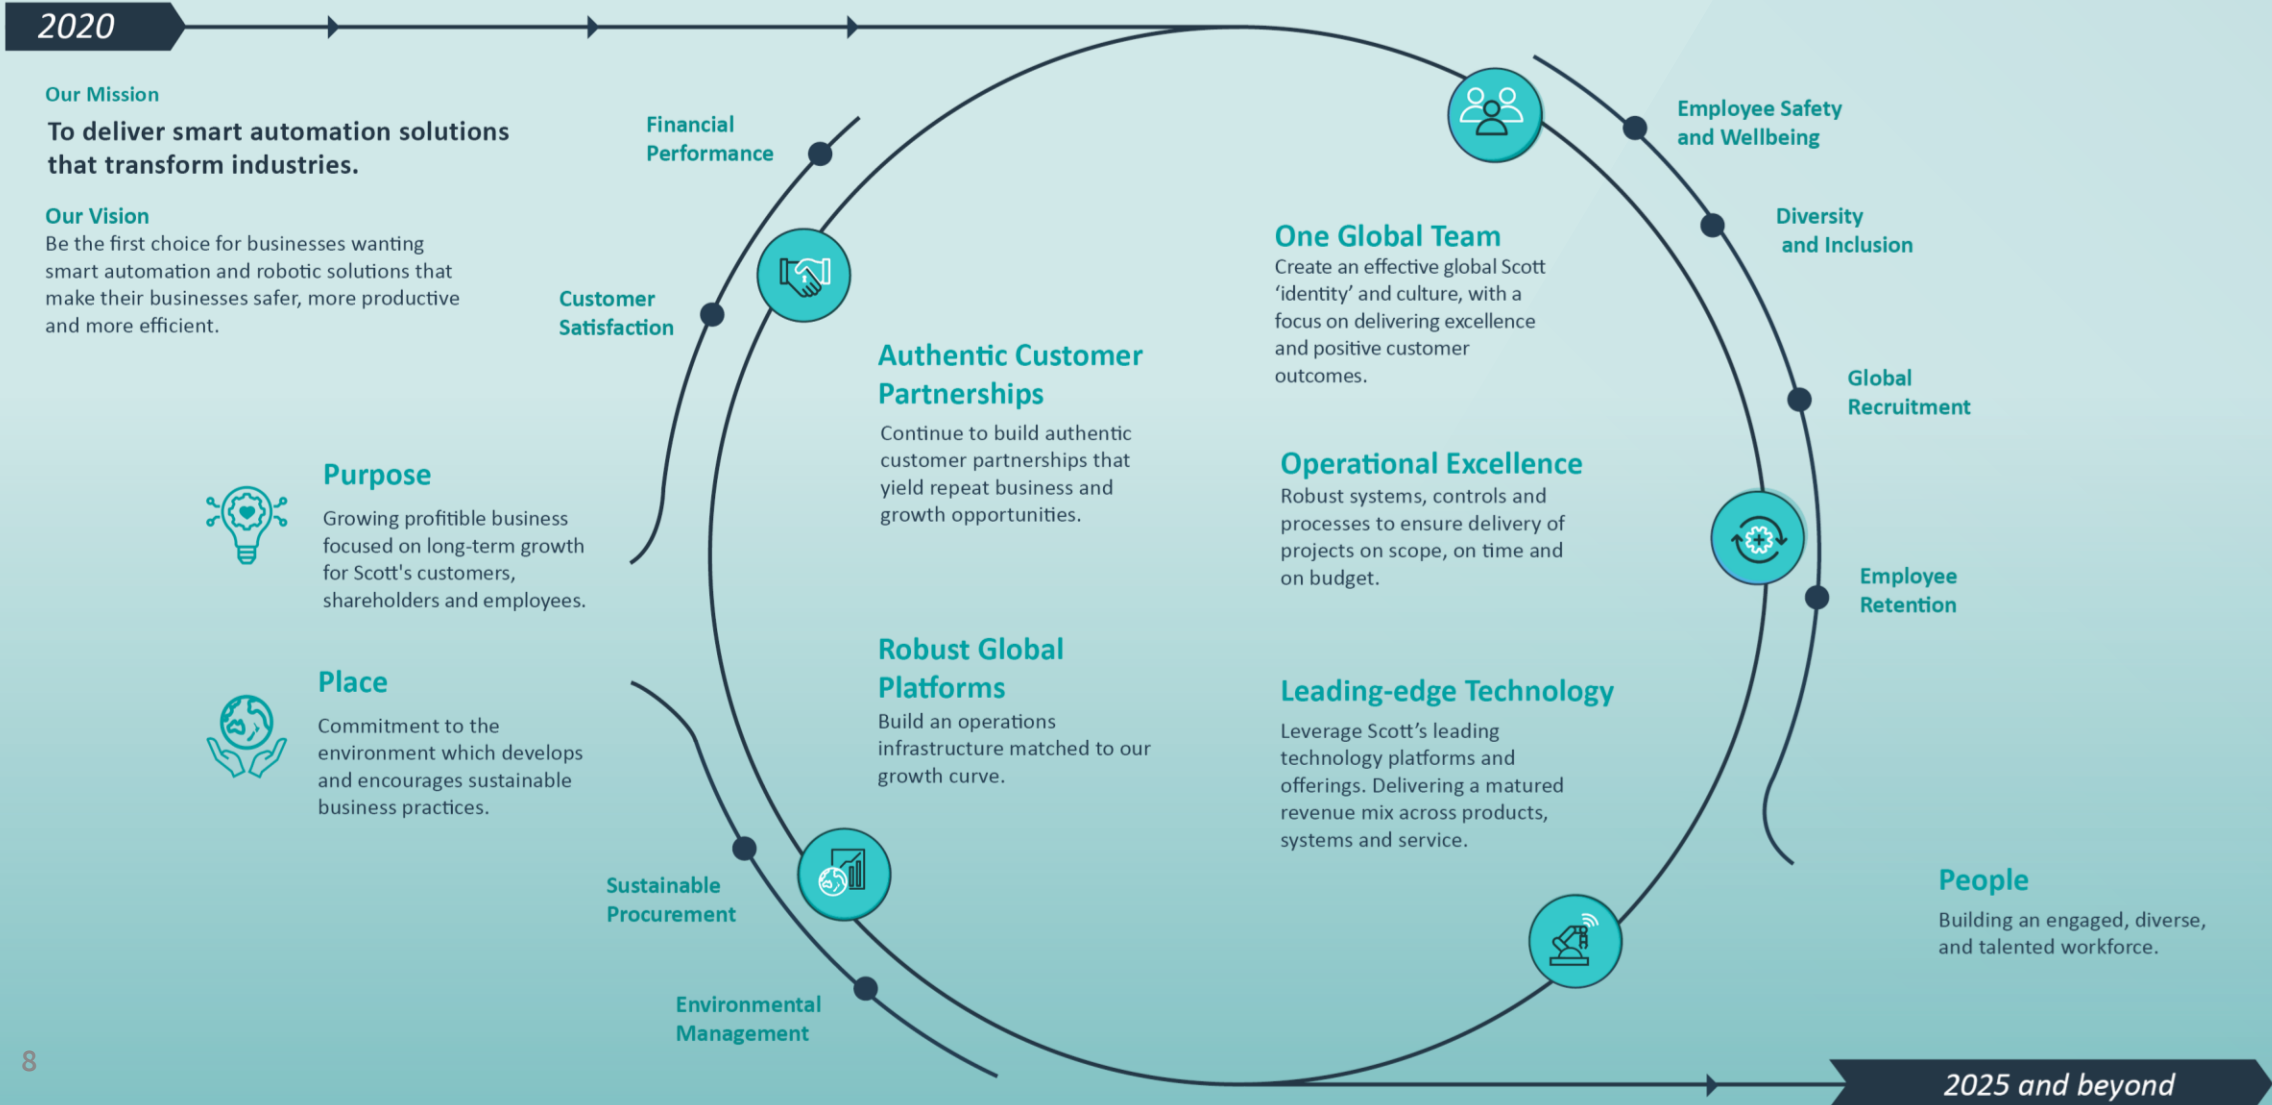 2020
Our Mission
To deliver smart automation solutions
that transform industries.
Our Vision
Be the first choice for businesses wanting
smart automation and robotic solutions that
make their businesses safer, more productive
and more efficient.
Financial
Performance
Customer
Satisfaction
Purpose
Growing profitible business
focused on long-term growth
for Scott's customers,
shareholders and employees.
Place
Commitment to the
environment which develops
and encourages sustainable
business practices.
Sustainable
Procurement
Environmental
Management
Authentic Customer
Partnerships
Continue to build authentic
customer partnerships that
yield repeat business and
growth opportunities.
Robust Global
Platforms
Build an operations
infrastructure matched to our
growth curve.
One Global Team
Create an effective global Scott
‘identity’ and culture, with a
focus on delivering excellence
and positive customer
outcomes.
Operational Excellence
Robust systems, controls and
processes to ensure delivery of
projects on scope, on time and
on budget.
Leading-edge Technology
Leverage Scott’s leading
technology platforms and
offerings. Delivering a matured
revenue mix across products,
systems and service.
Employee Safety
and Wellbeing
Diversity
and Inclusion
Global
Recruitment
Employee
Retention
People
Building an engaged, diverse,
and talented workforce.
8
2025 and beyond